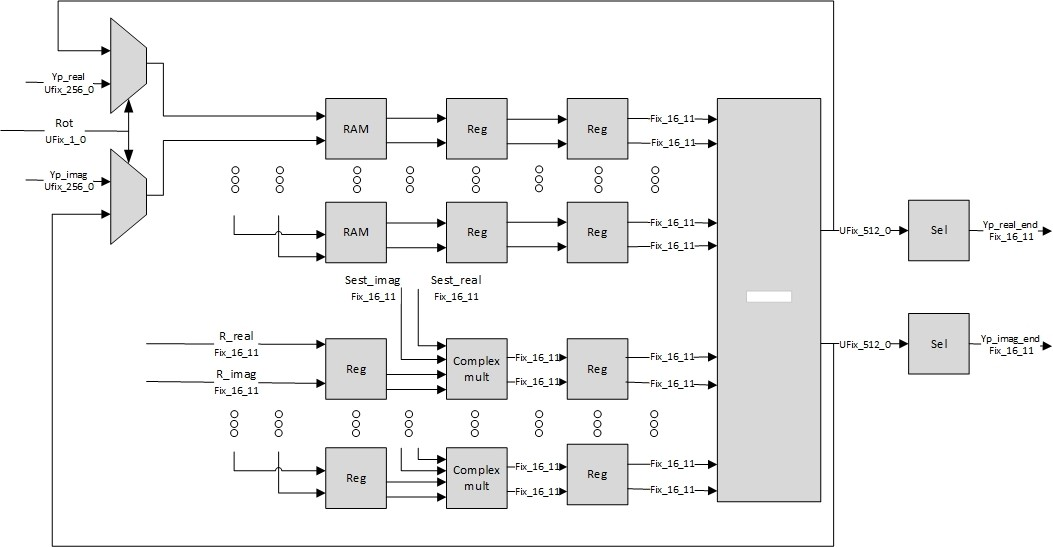 Yp_real
Ufix_256_0
Rot
UFix_1_0
Yp_imag
Ufix_256_0
RAM
Reg
Reg
Fix_16_11
Fix_16_11
RAM
Reg
Reg
Fix_16_11
Fix_16_11
UFix_512_0
Sel
Yp_real_end
Fix_16_11
Sest_imag
Fix_16_11
Sest_real
Fix_16_11
R_real
Fix_16_11
R_imag
Fix_16_11
Reg
Complex
mult
Fix_16_11
Fix_16_11
Reg
Fix_16_11
Fix_16_11
UFix_512_0
Sel
Yp_imag_end
Fix_16_11
Reg
Complex
mult
Fix_16_11
Fix_16_11
Reg
Fix_16_11
Fix_16_11